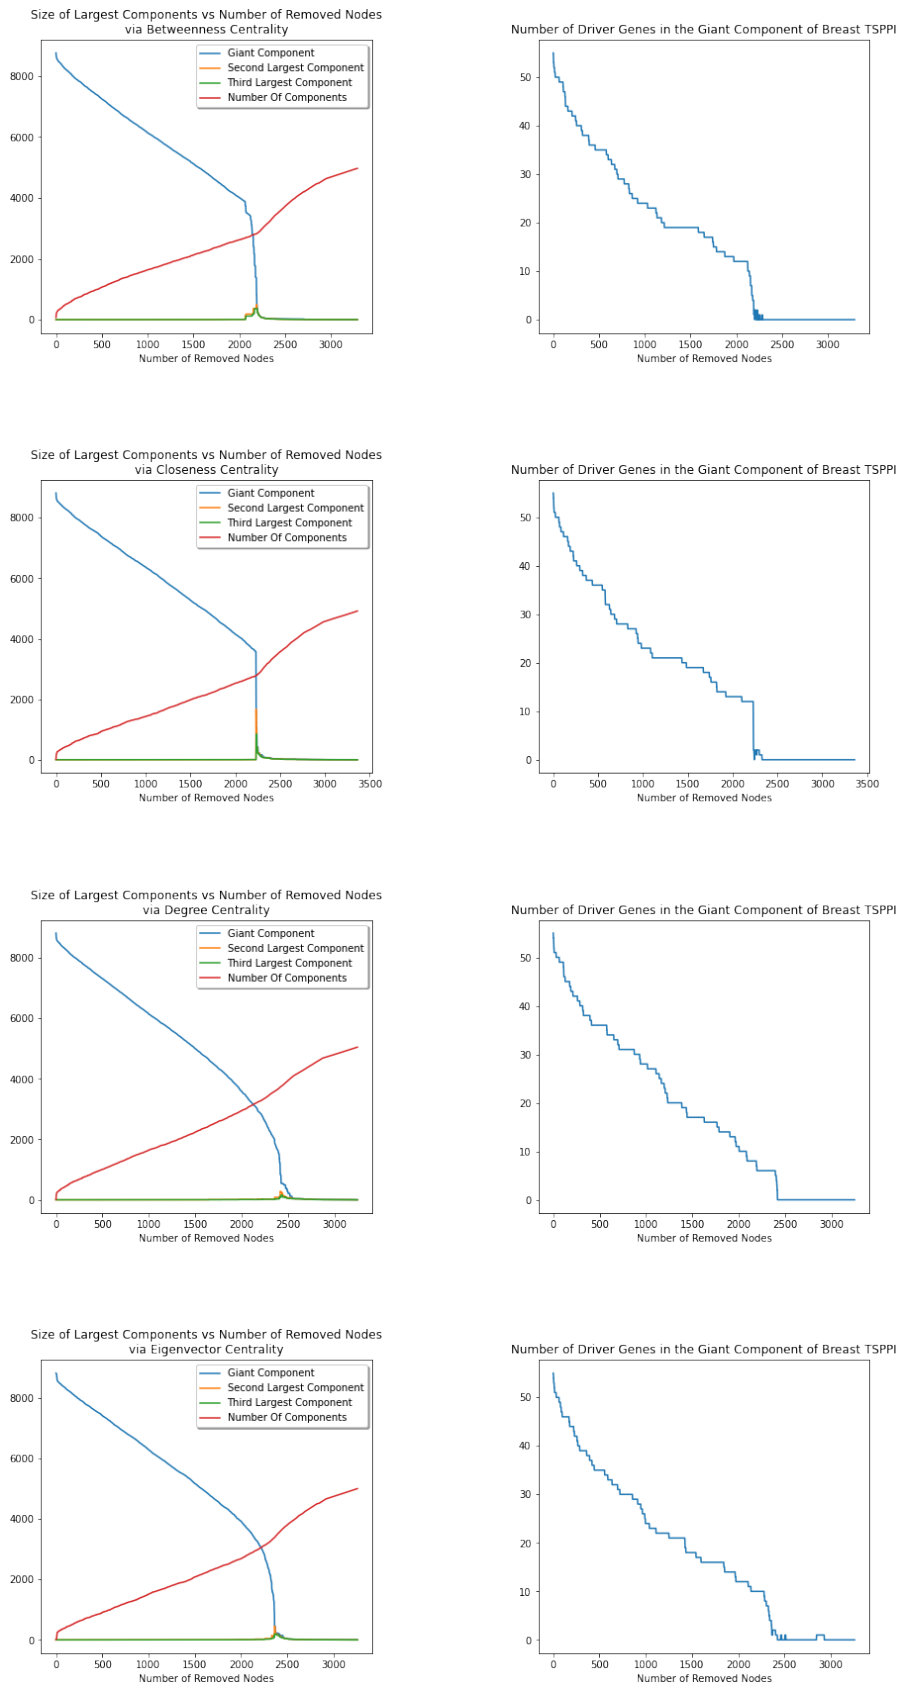 Size of Largest Components vs Number of Removed Nodes
via Betweenness Centrality
Giant Component
Second Largest Component
Third Largest Component
Number Of Components
8000
6000
4000
2000
0
0 500 1000 1500 2000 2500 3000
Number of Removed Nodes
Number of Driver Genes in the Giant Component of Breast TSPPI
50
40
30
20
10
0
0 500 1000 1500 2000 2500 3000
Number of Removed Nodes
Size of Largest Components vs Number of Removed Nodes
via Closeness Centrality
Giant Component
Second Largest Component
Third Largest Component
Number Of Components
8000
6000
4000
2000
0
0 500 1000 1500 2000 2500 3000 3500
Number of Removed Nodes
Number of Driver Genes in the Giant Component of Breast TSPPI
50
40
30
20
10
0
0 500 1000 1500 2000 2500 3000 3500
Number of Removed Nodes
Size of Largest Components vs Number of Removed Nodes
via Degree Centrality
Giant Component
Second Largest Component
Third Largest Component
Number Of Components
8000
6000
4000
2000
0
0 500 1000 1500 2000 2500 3000
Number of Removed Nodes
Number of Driver Genes in the Giant Component of Breast TSPPI
50
40
30
20
10
0
0 500 1000 1500 2000 2500 3000
Number of Removed Nodes
Size of Largest Components vs Number of Removed Nodes
via Eigenvector Centrality
Giant Component
Second Largest Component
Third Largest Component
Number Of Components
8000
6000
4000
2000
0
0 500 1000 1500 2000 2500 3000
Number of Removed Nodes
Number of Driver Genes in the Giant Component of Breast TSPPI
50
40
30
20
10
0
0 500 1000 1500 2000 2500 3000
Number of Removed Nodes